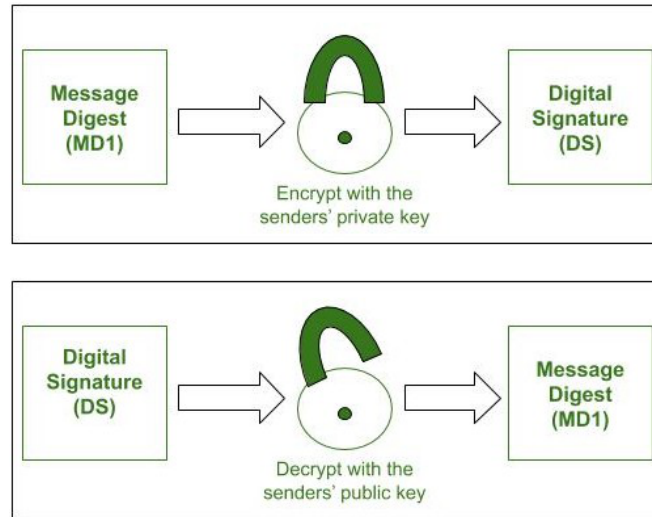 Message
Digest
(MD1)
Encrypt with the
senders' private key
Digital
Signature
(DS)
Digital
Signature
(DS)
Decrypt with the
senders' public key
Message
Digest
(MD1)